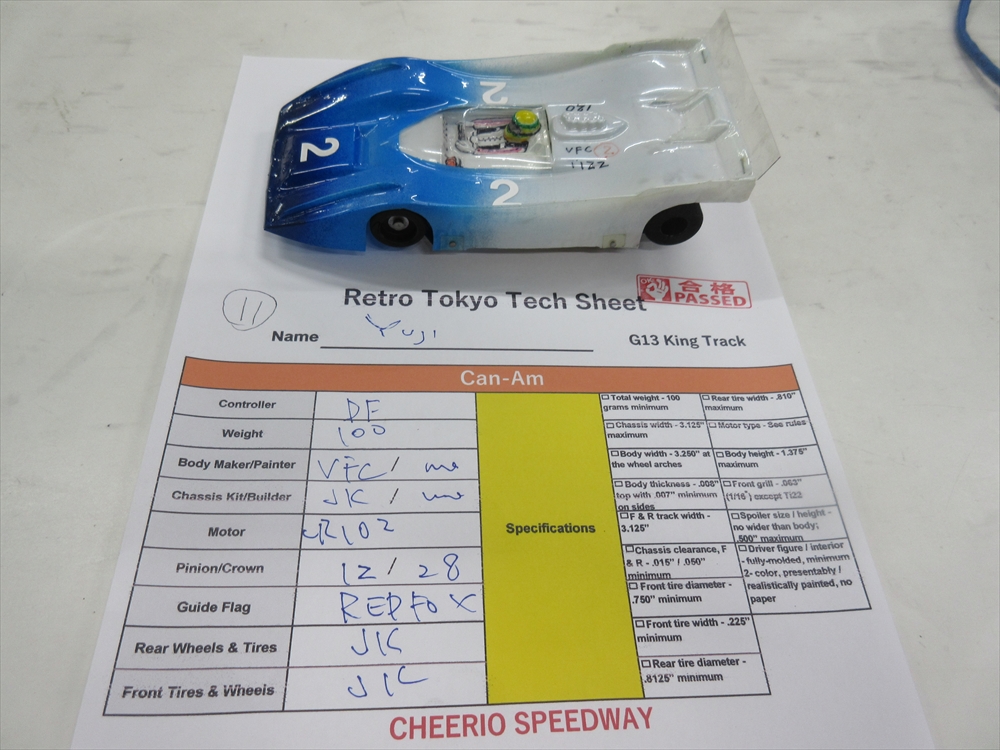 2
2
2
081
VFC 2
1122
合格
PASSED
11
Retro Tokyo Tech Sheet
Name Yuji
G13 King Track
Can-Am
Controller DF
Weight 100
Body Maker/Painter VFC / me
Chassis Kit/Builder JK / me
Motor R102
Pinion/Crown 12 / 28
Guide Flag REDFOX
Rear Wheels & Tires JK
Front Tires & Wheels JK
Specifications
Total weight - 100
grams minimum
Rear tire width - .810"
maximum
Chassis width - 3.125"
maximum
Motor type - See rules
Body width - 3.250" at
the wheel arches
Body height - 1.375"
maximum
Body thickness - .008"
top with .007" minimum
on sides
Front grill - .063"
(1/16") except Ti22
F & R track width -
3.125"
Spoiler size / height -
no wider than body;
.500" maximum
Chassis clearance, F
& R - .015" / .050"
minimum
Driver figure / interior
- fully-molded, minimum
2- color, presentably /
realistically painted, no
paper
Front tire diameter -
.750" minimum
Front tire width - .225"
minimum
Rear tire diameter -
.8125" minimum
CHEERIO SPEEDWAY